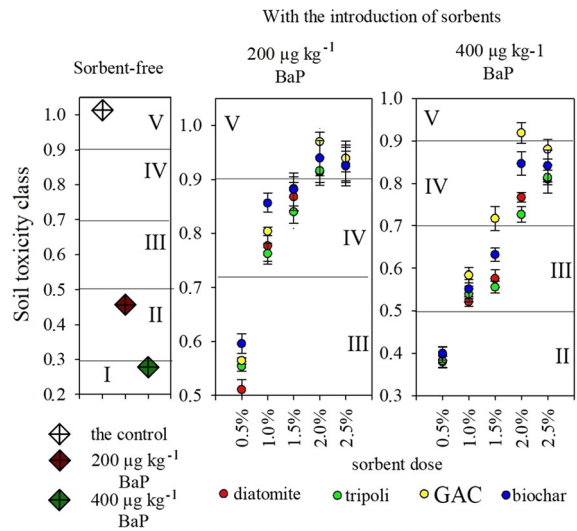 With the introduction of sorbents
Sorbent-free
200 µg kg-1
BaP
400 µg kg-1
BaP
Soil toxicity class
1.0
0.9
0.8
0.7
0.6
0.5
0.4
0.3
0.2
V
IV
III
II
I
1.0
0.9
0.8
0.7
0.6
0.5
V
IV
III
1.0
0.9
0.8
0.7
0.6
0.5
0.4
0.3
V
IV
III
II
0.5%
1.0%
1.5%
2.0%
2.5%
0.5%
1.0%
1.5%
2.0%
2.5%
sorbent dose
the control
200 µg kg-1
BaP
400 µg kg-1
BaP
diatomite
tripoli
GAC
biochar